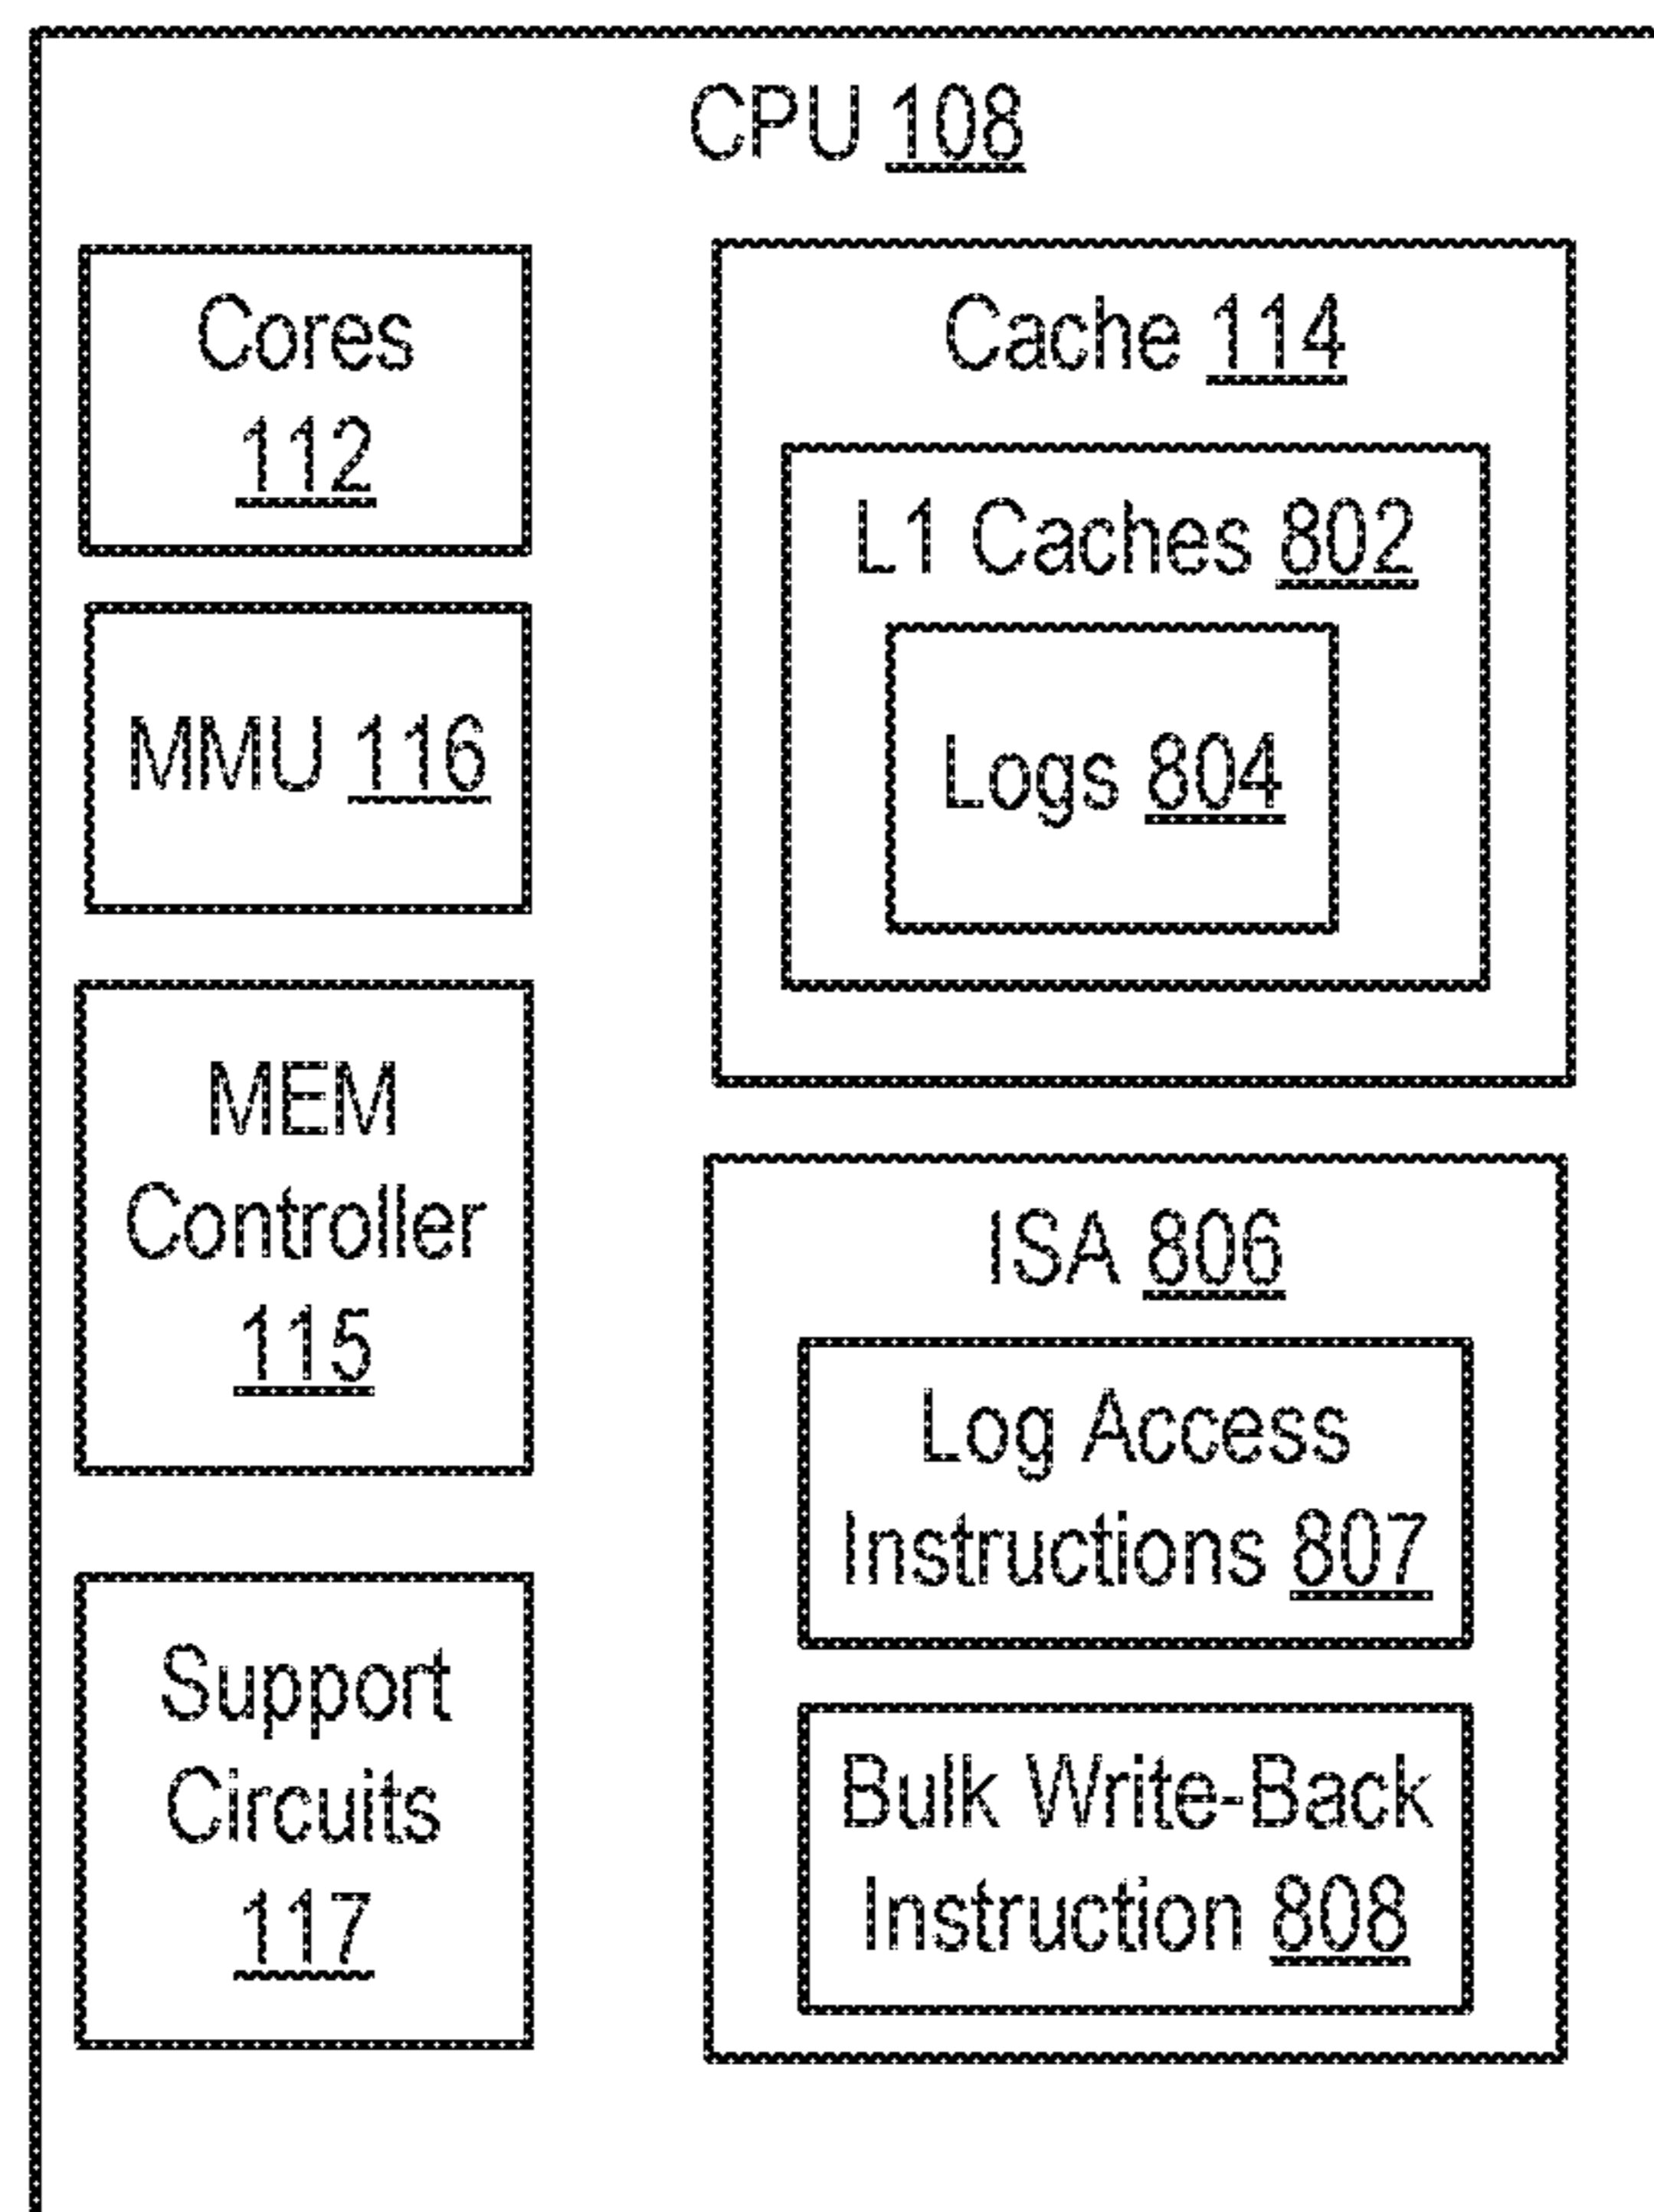 CPU 108
Cores
112
MMU 116
MEM
Controller
115
Support
Circuits
117
Cache 114
L1 Caches 802
Logs 804
ISA 806
Log Access
Instructions 807
Bulk Write-Back
Instruction 808